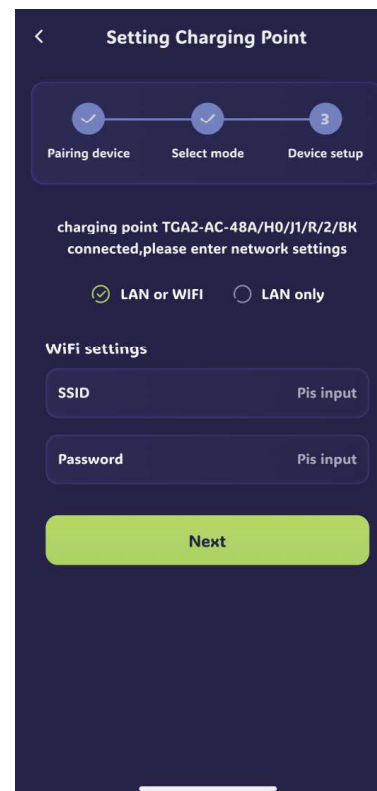 Setting Charging Point
3
Pairing device Select mode Device setup
charging point TGA2-AC-48A/H0/J1/R/2/BK
connected,please enter network settings
LAN or WIFI LAN only
WiFi settings
SSID Pis input
Password Pis input
Next